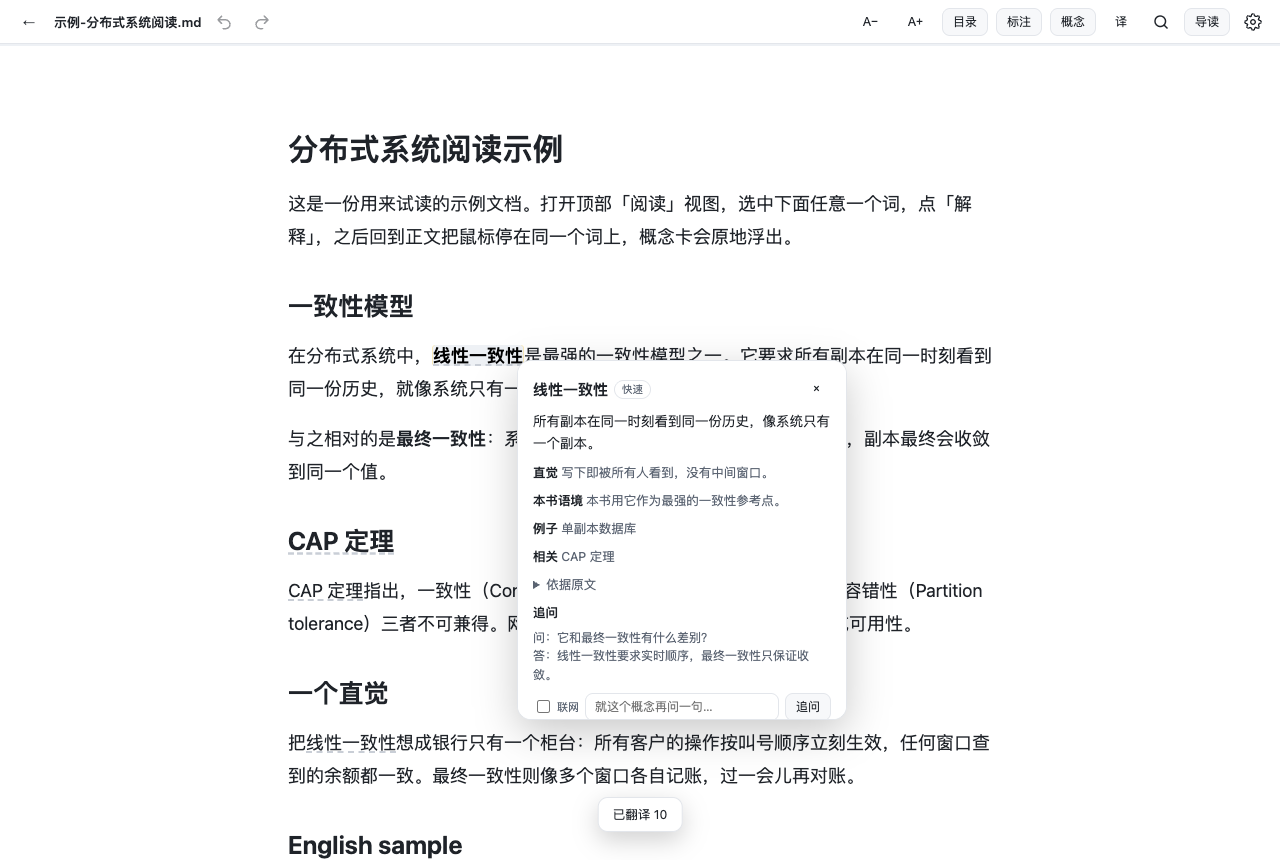 ← 示例-分布式系统阅读.md A− A+ 目录 标注 概念 译 导读
分布式系统阅读示例
这是一份用来试读的示例文档。打开顶部「阅读」视图，选中下面任意一个词，点「解
释」，之后回到正文把鼠标停在同一个词上，概念卡会原地浮出。
一致性模型
在分布式系统中，线性一致性是最强的一致性模型之一。它要求所有副本在同一时刻看到
同一份历史，就像系统只有一
与之相对的是最终一致性：系
，副本最终会收敛
到同一个值。
线性一致性 快速 ×
所有副本在同一时刻看到同一份历史，像系统只有
一个副本。
直觉 写下即被所有人看到，没有中间窗口。
本书语境 本书用它作为最强的一致性参考点。
例子 单副本数据库
相关 CAP 定理
▶ 依据原文
追问
问：它和最终一致性有什么差别?
答：线性一致性要求实时顺序，最终一致性只保证收
敛。
联网 就这个概念再问一句... 追问
CAP 定理
CAP 定理指出，一致性（Con
容错性（Partition
tolerance）三者不可兼得。网
可用性。
一个直觉
把线性一致性想成银行只有一个柜台：所有客户的操作按叫号顺序立刻生效，任何窗口查
到的余额都一致。最终一致性则像多个窗口各自记账，过一会儿再对账。
已翻译 10
English sample